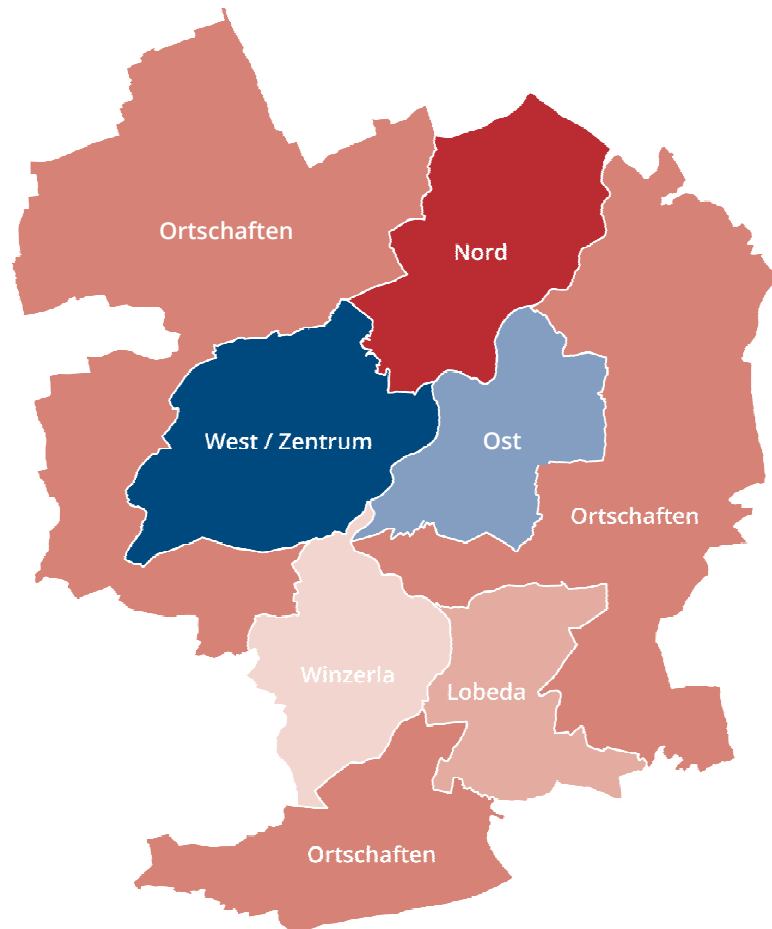 Ortschaften
Nord
West / Zentrum
Ost
Ortschaften
Winzerla
Lobeda
Ortschaften